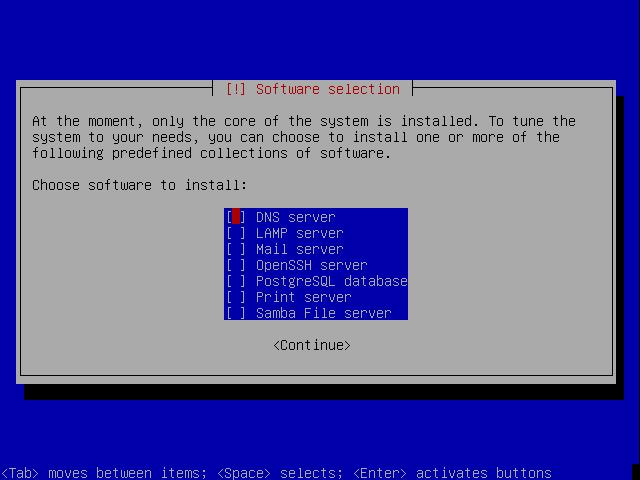 [!] Software selection
At the moment, only the core of the system is installed. To tune the
system to your needs, you can choose to install one or more of the
following predefined collections of software.
Choose software to install:
[ ] DNS server
[ ] LAMP server
[ ] Mail server
[ ] OpenSSH server
[ ] PostgreSQL database
[ ] Print server
[ ] Samba File server
<Continue>
<Tab> moves between items; <Space> selects; <Enter> activates buttons